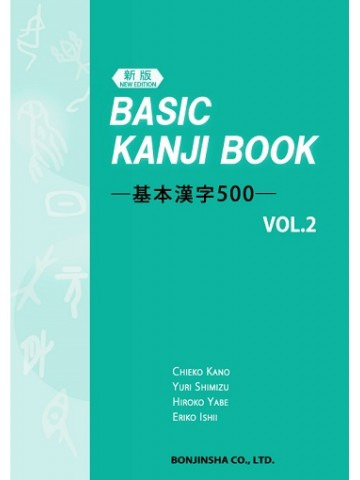 新版
NEW EDITION
BASIC
KANJI BOOK
—基本漢字500—
VOL.2
CHIEKO KANO
YURI SHIMIZU
HIROKO YABE
ERIKO ISHII
BONJINSHA CO., LTD.